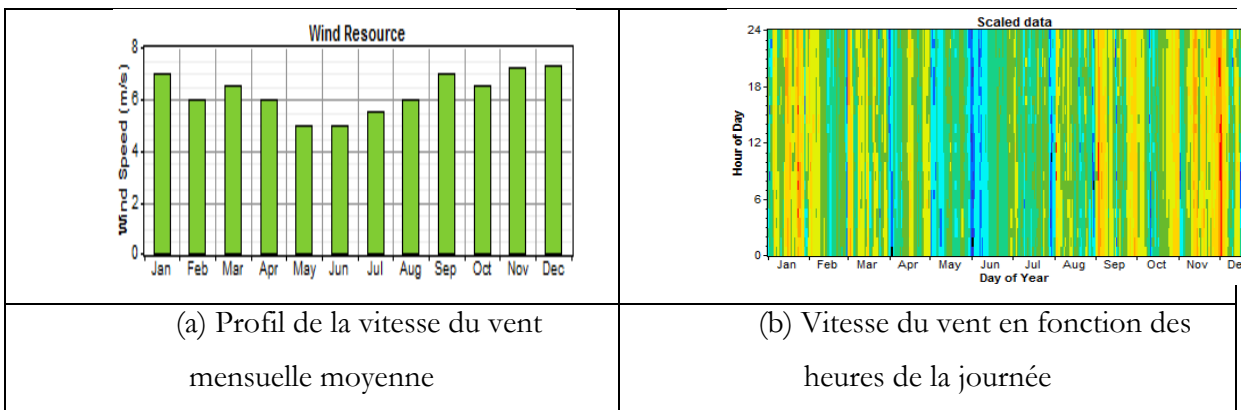 Wind Resource
Wind Speed (m/s)
8
6
4
2
0
Jan Feb Mar Apr May Jun Jul Aug Sep Oct Nov Dec
Scaled data
Hour of Day
24
18
12
6
0
Jan Feb Mar Apr May Jun Jul Aug Sep Oct Nov De
Day of Year
(a) Profil de la vitesse du vent
mensuelle moyenne
(b) Vitesse du vent en fonction des
heures de la journée